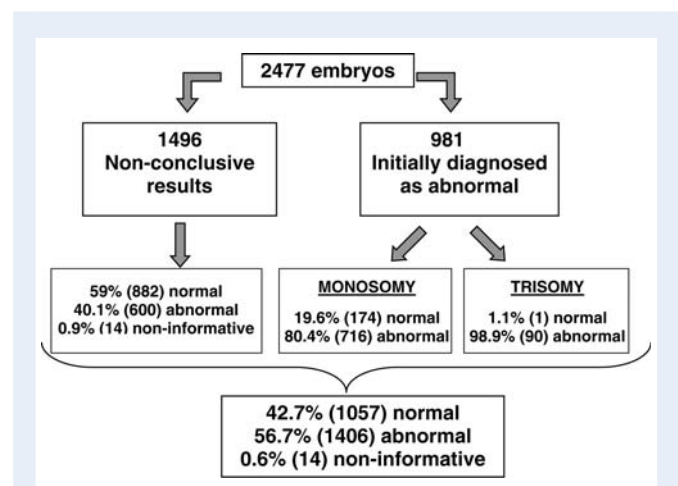 2477 embryos
1496
Non-conclusive
results
981
Initially diagnosed
as abnormal
59% (882) normal
40.1% (600) abnormal
0.9% (14) non-informative
MONOSOMY
19.6% (174) normal
80.4% (716) abnormal
TRISOMY
1.1% (1) normal
98.9% (90) abnormal
42.7% (1057) normal
56.7% (1406) abnormal
0.6% (14) non-informative